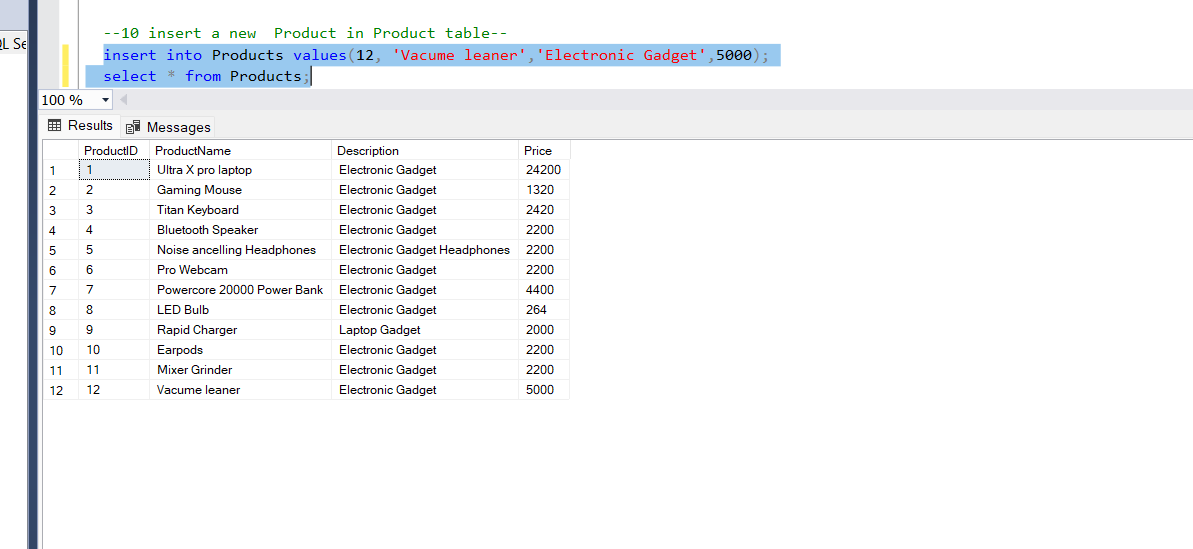 --10 insert a new  Product in Product table--
QL Se
insert into Products values(12, 'Vacume leaner','Electronic Gadget',5000);
select * from Products;
100 %
Results Messages
ProductID ProductName Description Price
1 1 Ultra X pro laptop Electronic Gadget 24200
2 2 Gaming Mouse Electronic Gadget 1320
3 3 Titan Keyboard Electronic Gadget 2420
4 4 Bluetooth Speaker Electronic Gadget 2200
5 5 Noise ancelling Headphones Electronic Gadget Headphones 2200
6 6 Pro Webcam Electronic Gadget 2200
7 7 Powercore 20000 Power Bank Electronic Gadget 4400
8 8 LED Bulb Electronic Gadget 264
9 9 Rapid Charger Laptop Gadget 2000
10 10 Earpods Electronic Gadget 2200
11 11 Mixer Grinder Electronic Gadget 2200
12 12 Vacume leaner Electronic Gadget 5000